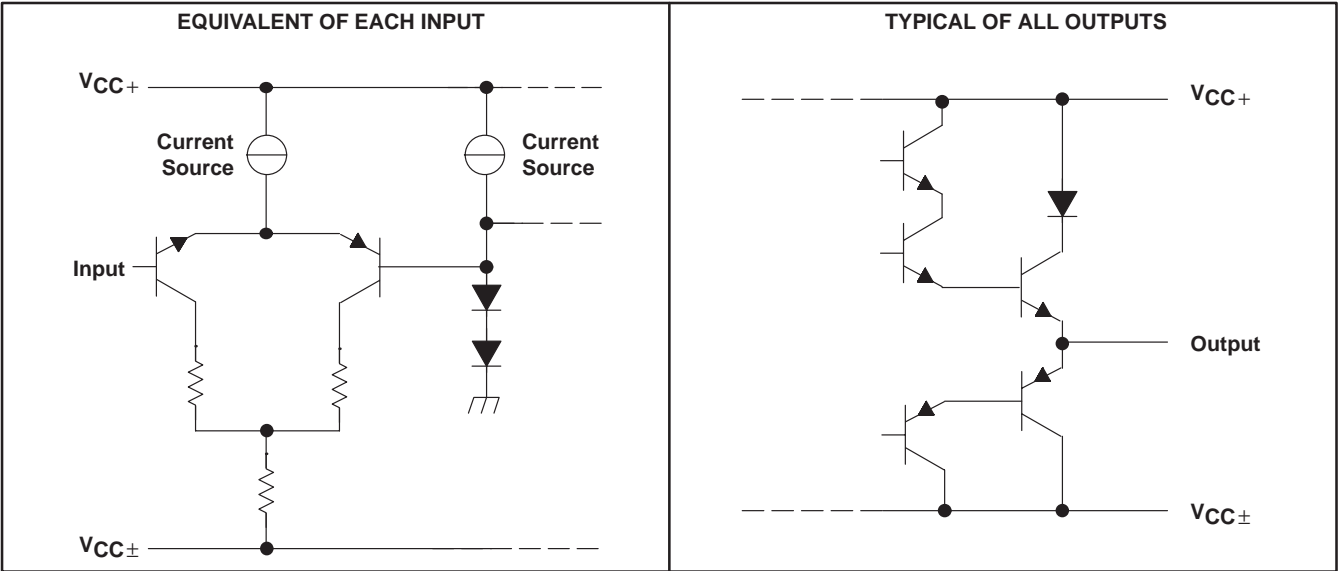 EQUIVALENT OF EACH INPUT
VCC+
Current
Source
Current
Source
Input
VCC±
TYPICAL OF ALL OUTPUTS
VCC+
Output
VCC±